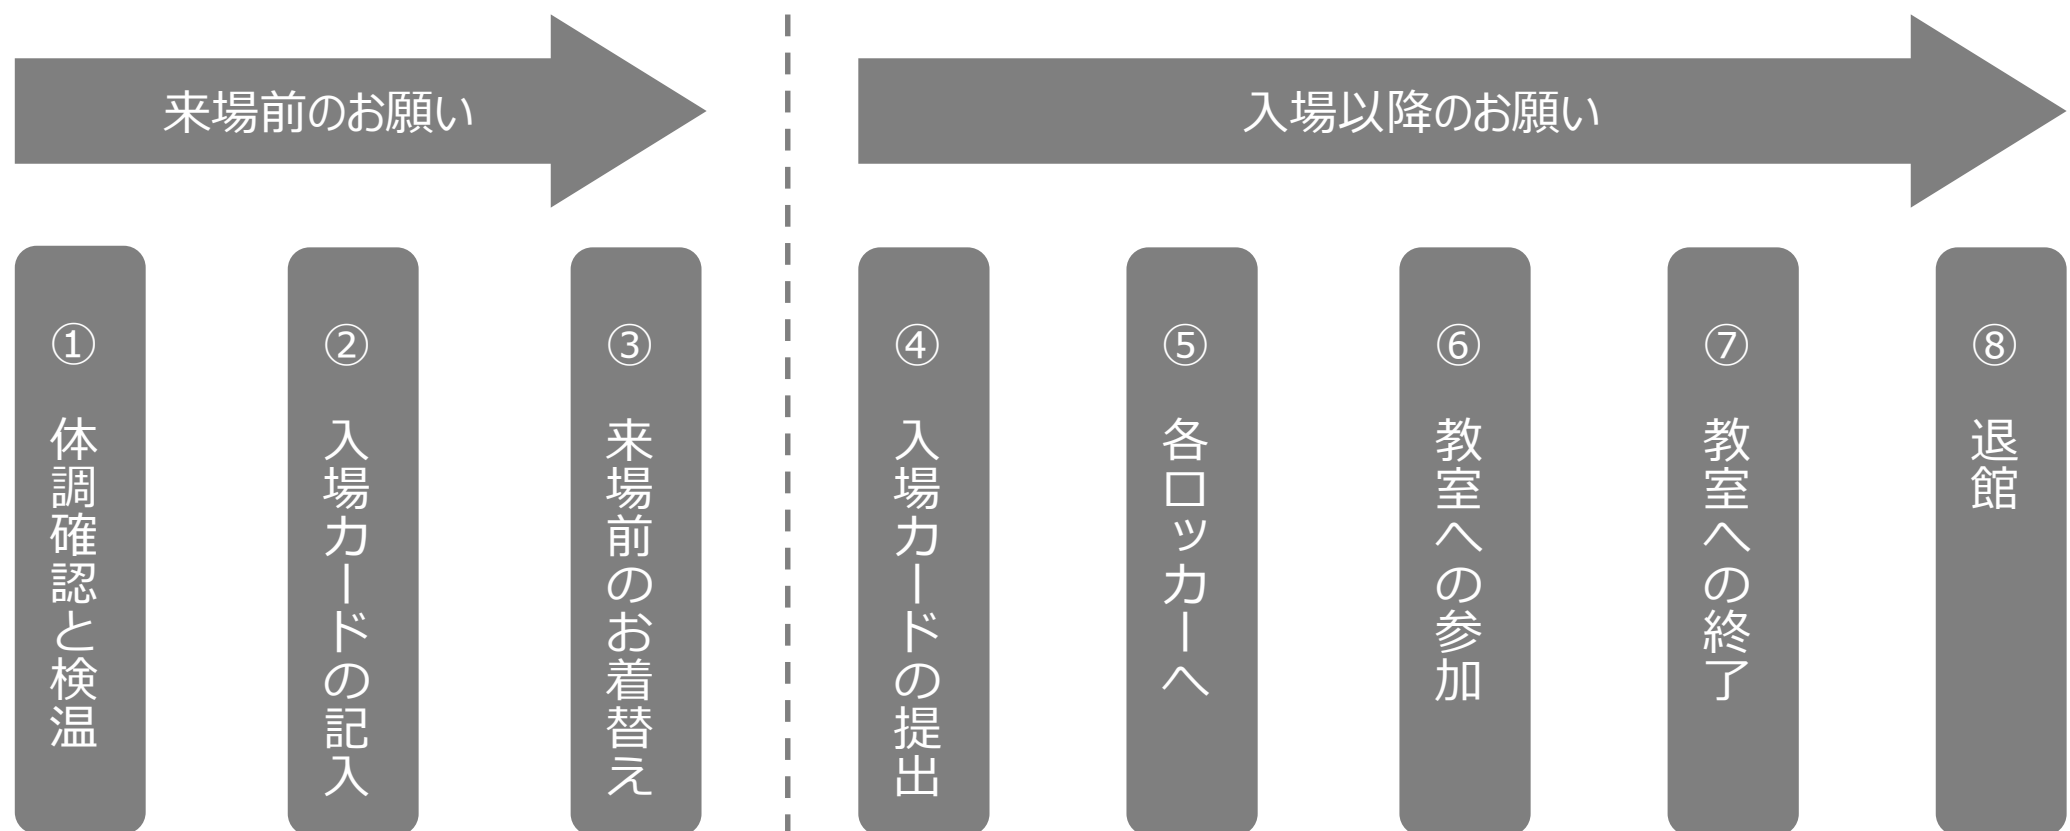 来場前のお願い
入場以降のお願い
① 体調確認と検温
② 入場カードの記入
③ 来場前のお着替え
④ 入場カードの提出
⑤ 各ロッカーへ
⑥ 教室への参加
⑦ 教室への終了
⑧ 退館